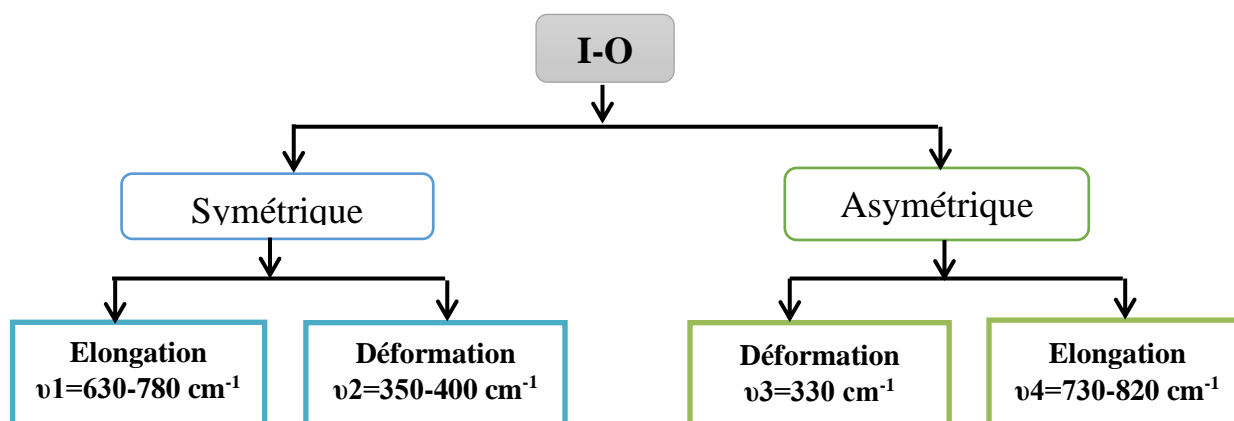 I-O
Symétrique
Asymétrique
Elongation
υ1=630-780 cm⁻¹
Déformation
υ2=350-400 cm⁻¹
Déformation
υ3=330 cm⁻¹
Elongation
υ4=730-820 cm⁻¹